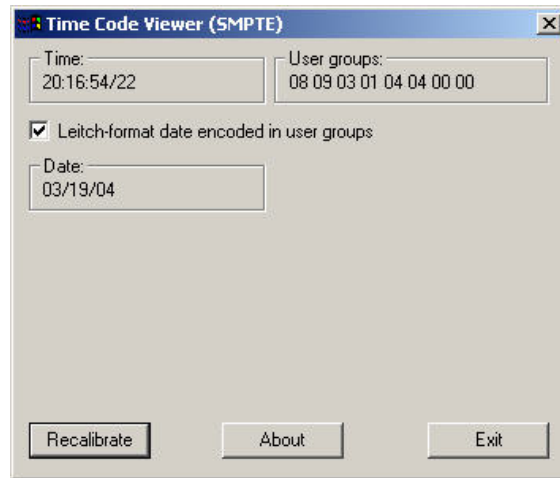 Time Code Viewer (SMPTE)
Time:
20:16:54/22
User groups:
08 09 03 01 04 04 00 00
Leitch-format date encoded in user groups
Date:
03/19/04
Recalibrate
About
Exit